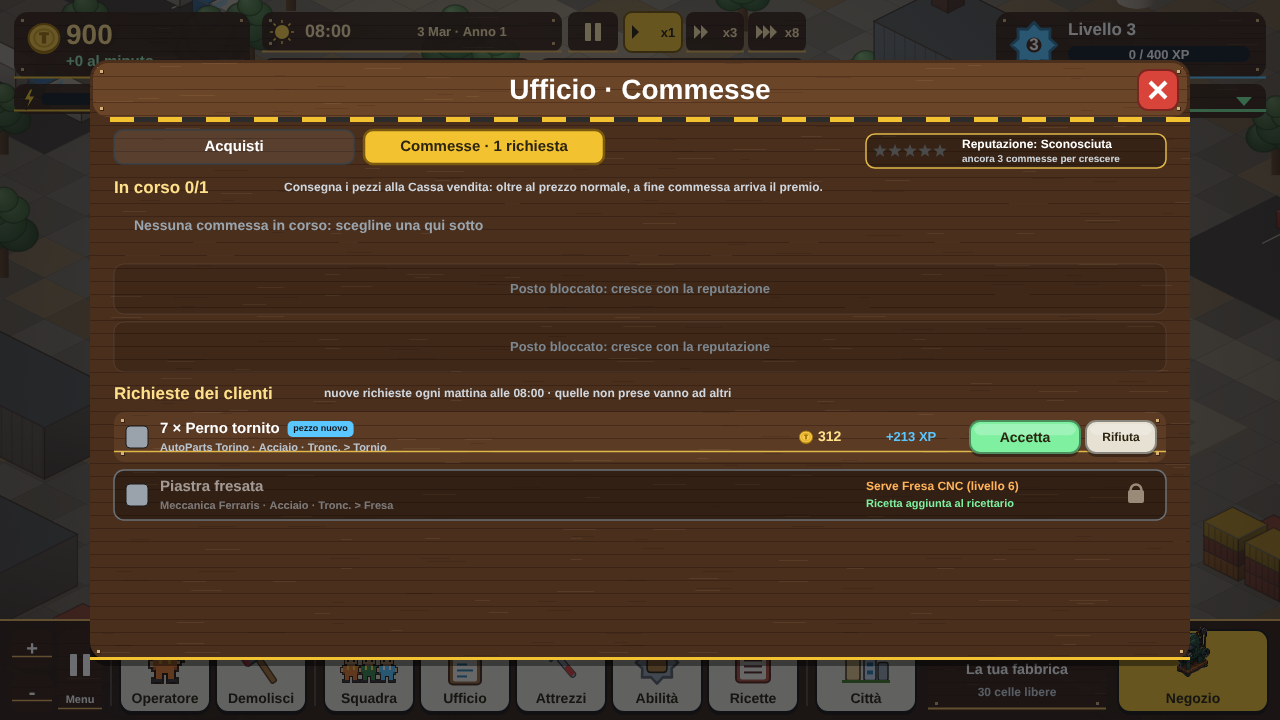 900
+0 al minuto
08:00
3 Mar · Anno 1
x1
x3
x8
3
Livello 3
0 / 400 XP
Ufficio · Commesse
Acquisti
Commesse · 1 richiesta
Reputazione: Sconosciuta
ancora 3 commesse per crescere
In corso 0/1
Consegna i pezzi alla Cassa vendita: oltre al prezzo normale, a fine commessa arriva il premio.
Nessuna commessa in corso: scegline una qui sotto
Posto bloccato: cresce con la reputazione
Posto bloccato: cresce con la reputazione
Richieste dei clienti
nuove richieste ogni mattina alle 08:00 · quelle non prese vanno ad altri
7 × Perno tornito
pezzo nuovo
AutoParts Torino · Acciaio · Tronc. > Tornio
312
+213 XP
Accetta
Rifiuta
Piastra fresata
Meccanica Ferraris · Acciaio · Tronc. > Fresa
Serve Fresa CNC (livello 6)
Ricetta aggiunta al ricettario
+
-
Menu
Operatore
Demolisci
Squadra
Ufficio
Attrezzi
Abilità
Ricette
Città
La tua fabbrica
30 celle libere
Negozio